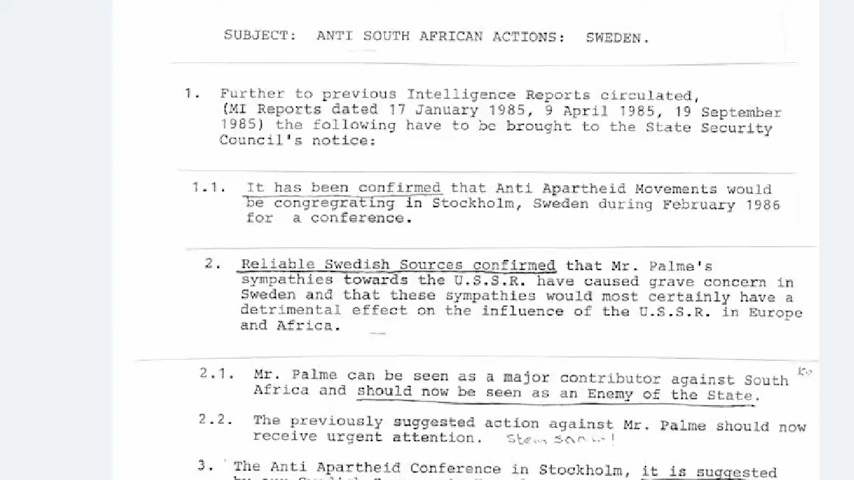 SUBJECT: ANTI SOUTH AFRICAN ACTIONS: SWEDEN.
1. Further to previous Intelligence Reports circulated,
(MI Reports dated 17 January 1985, 9 April 1985, 19 September
1985) the following have to be brought to the State Security
Council's notice:
1.1. It has been confirmed that Anti Apartheid Movements would
be congregrating in Stockholm, Sweden during February 1986
for a conference.
2. Reliable Swedish Sources confirmed that Mr. Palme's
sympathies towards the U.S.S.R. have caused grave concern in
Sweden and that these sympathies would most certainly have a
detrimental effect on the influence of the U.S.S.R. in Europe
and Africa.
2.1. Mr. Palme can be seen as a major contributor against South
Africa and should now be seen as an Enemy of the State.
2.2. The previously suggested action against Mr. Palme should now
receive urgent attention. Stem saam!
3. The Anti Apartheid Conference in Stockholm, it is suggested